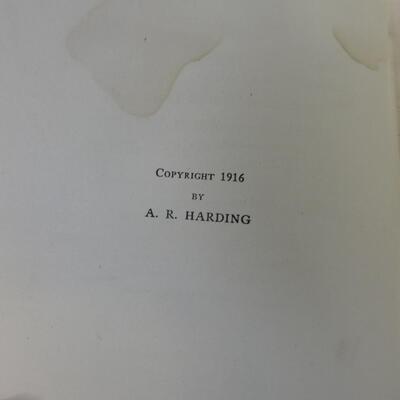 Copyright 1916
BY
A. R. HARDING